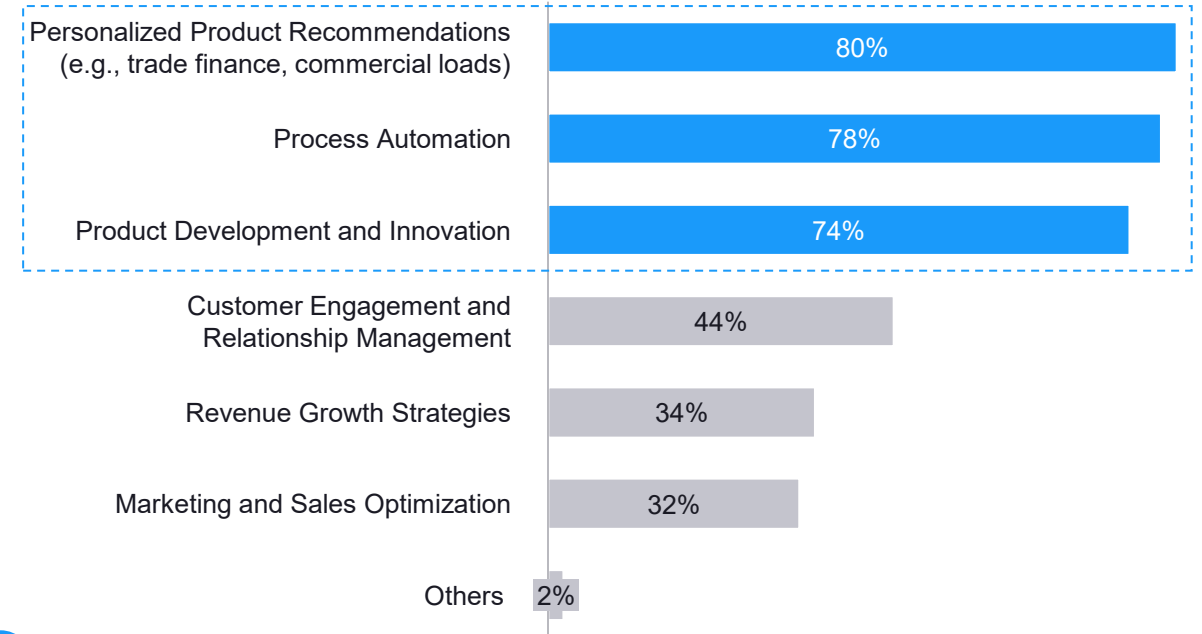 Personalized Product Recommendations
(e.g., trade finance, commercial loads)
80%
Process Automation
78%
Product Development and Innovation
74%
Customer Engagement and
Relationship Management
44%
Revenue Growth Strategies
34%
Marketing and Sales Optimization
32%
Others
2%